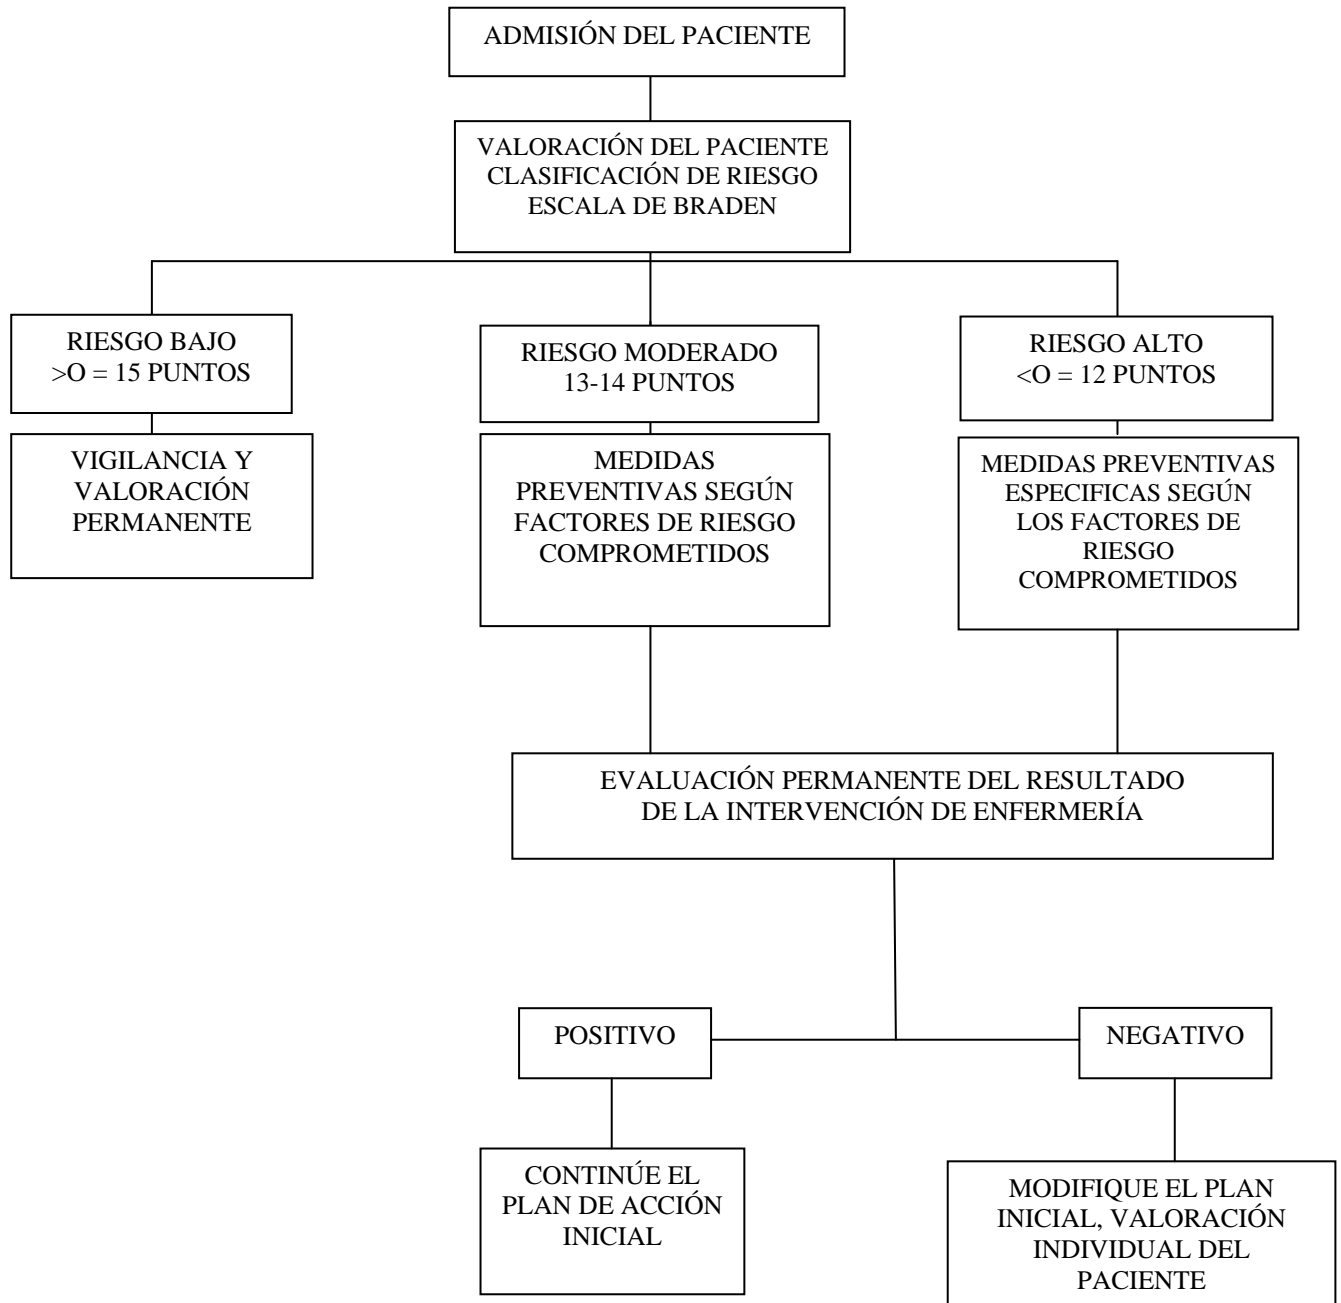 ADMISIÓN DEL PACIENTE
VALORACIÓN DEL PACIENTE
CLASIFICACIÓN DE RIESGO
ESCALA DE BRADEN
RIESGO BAJO
>O = 15 PUNTOS
RIESGO MODERADO
13-14 PUNTOS
RIESGO ALTO
<O = 12 PUNTOS
VIGILANCIA Y
VALORACIÓN
PERMANENTE
MEDIDAS
PREVENTIVAS SEGÚN
FACTORES DE RIESGO
COMPROMETIDOS
MEDIDAS PREVENTIVAS
ESPECIFICAS SEGÚN
LOS FACTORES DE
RIESGO
COMPROMETIDOS
EVALUACIÓN PERMANENTE DEL RESULTADO
DE LA INTERVENCIÓN DE ENFERMERÍA
POSITIVO
NEGATIVO
CONTINÚE EL
PLAN DE ACCIÓN
INICIAL
MODIFIQUE EL PLAN
INICIAL, VALORACIÓN
INDIVIDUAL DEL
PACIENTE